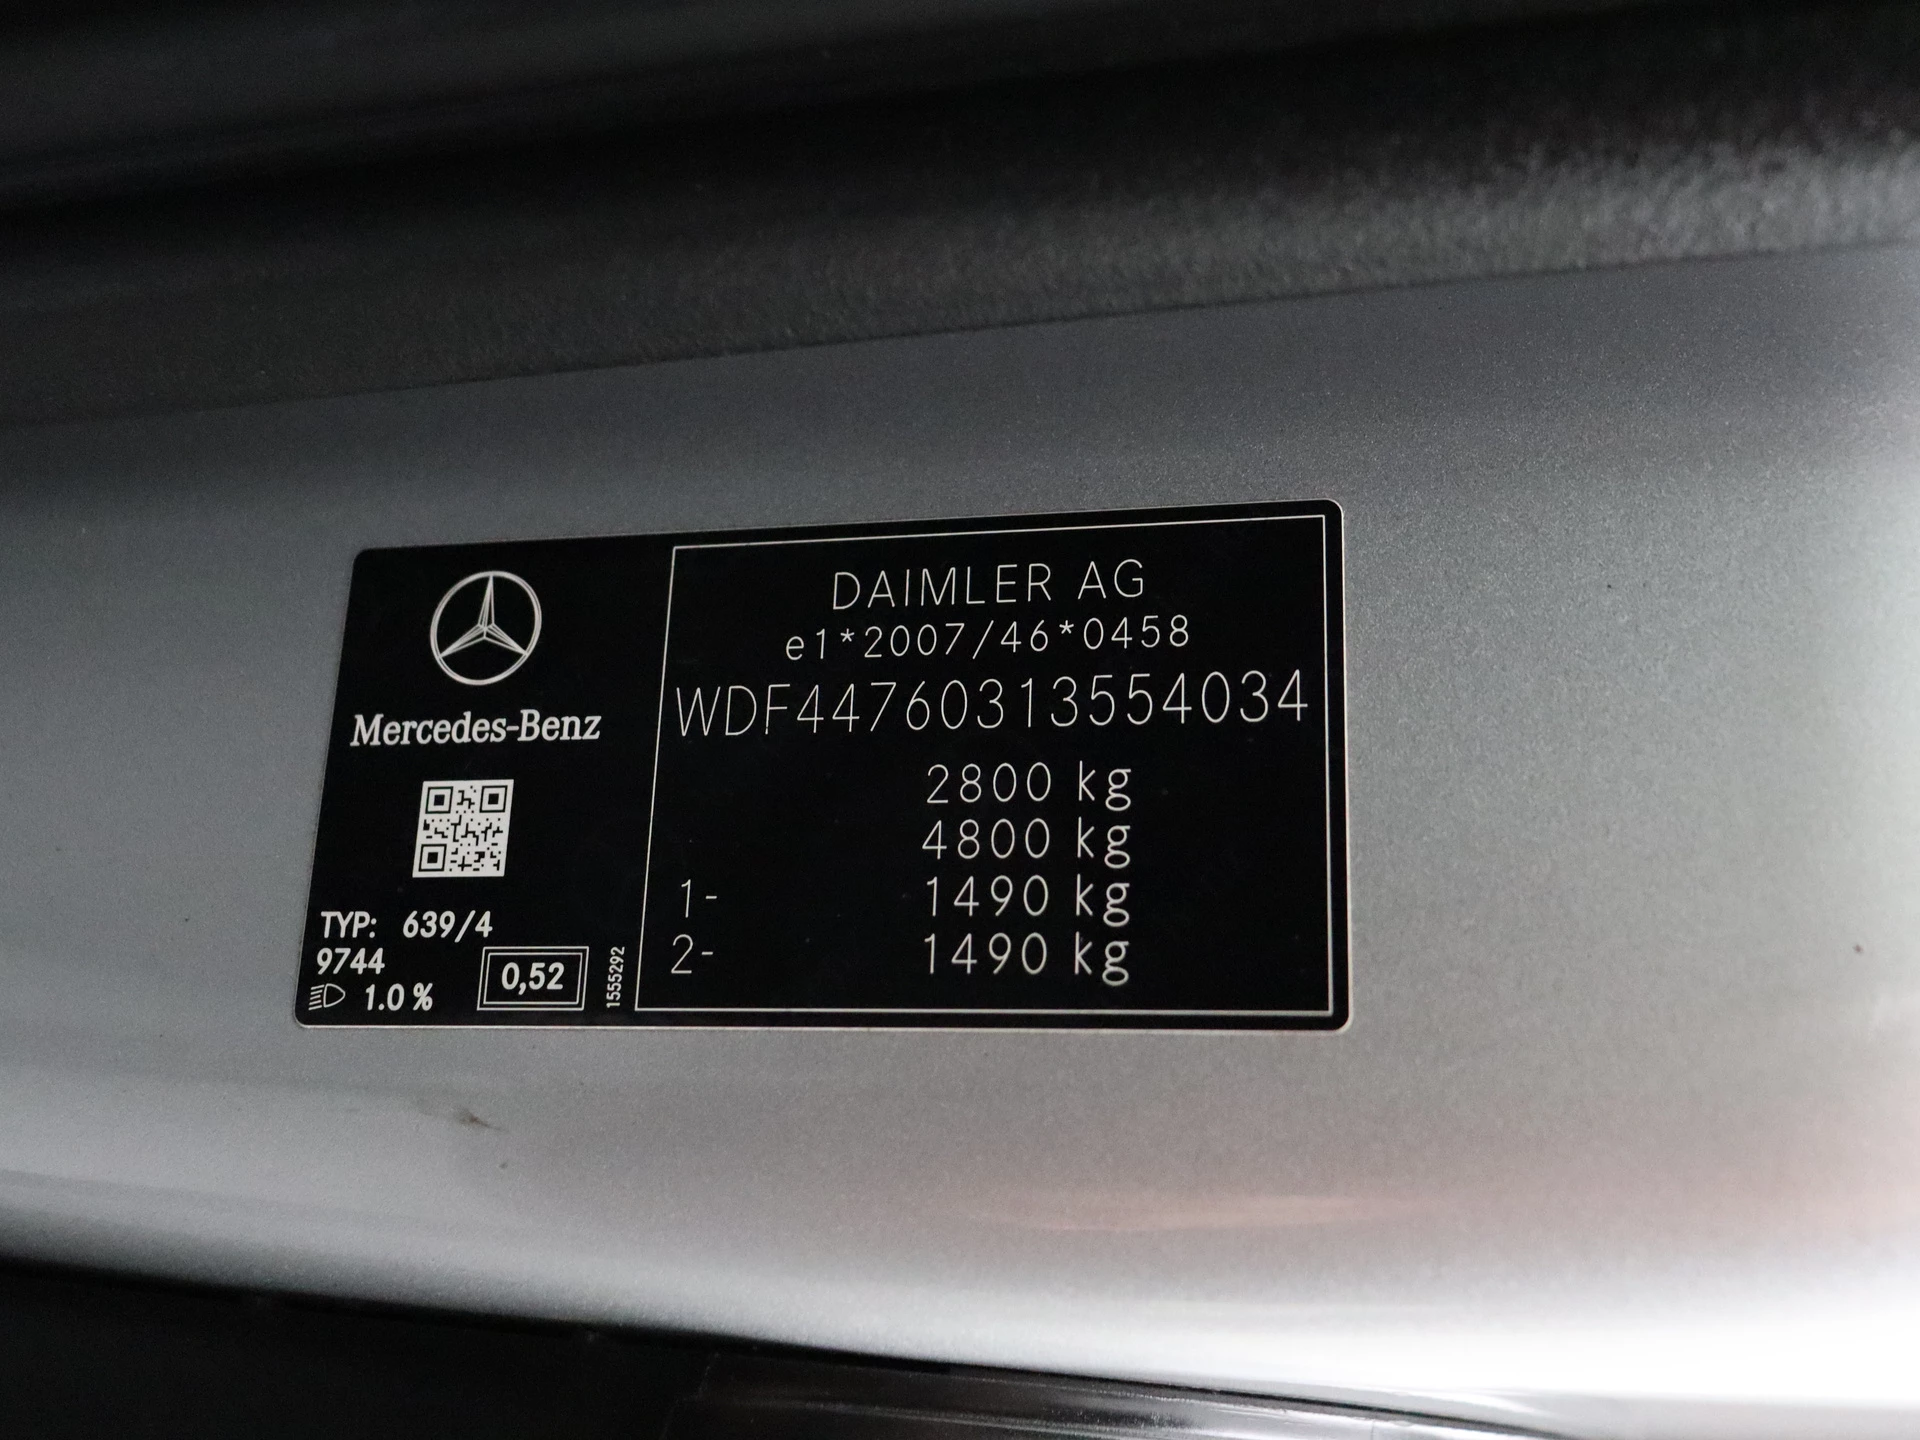 Mercedes-Benz
TYP: 639/4
9744
1.0 %
0,52
1555292
DAIMLER AG
e1*2007/46*0458
WDF44760313554034
2800 kg
4800 kg
1- 1490 kg
2- 1490 kg